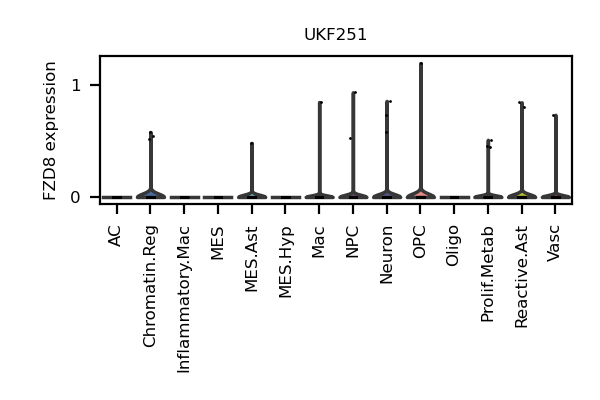 UKF251
FZD8 expression
1
0
AC
Chromatin.Reg
Inflammatory.Mac
MES
MES.Ast
MES.Hyp
Mac
NPC
Neuron
OPC
Oligo
Prolif.Metab
Reactive.Ast
Vasc